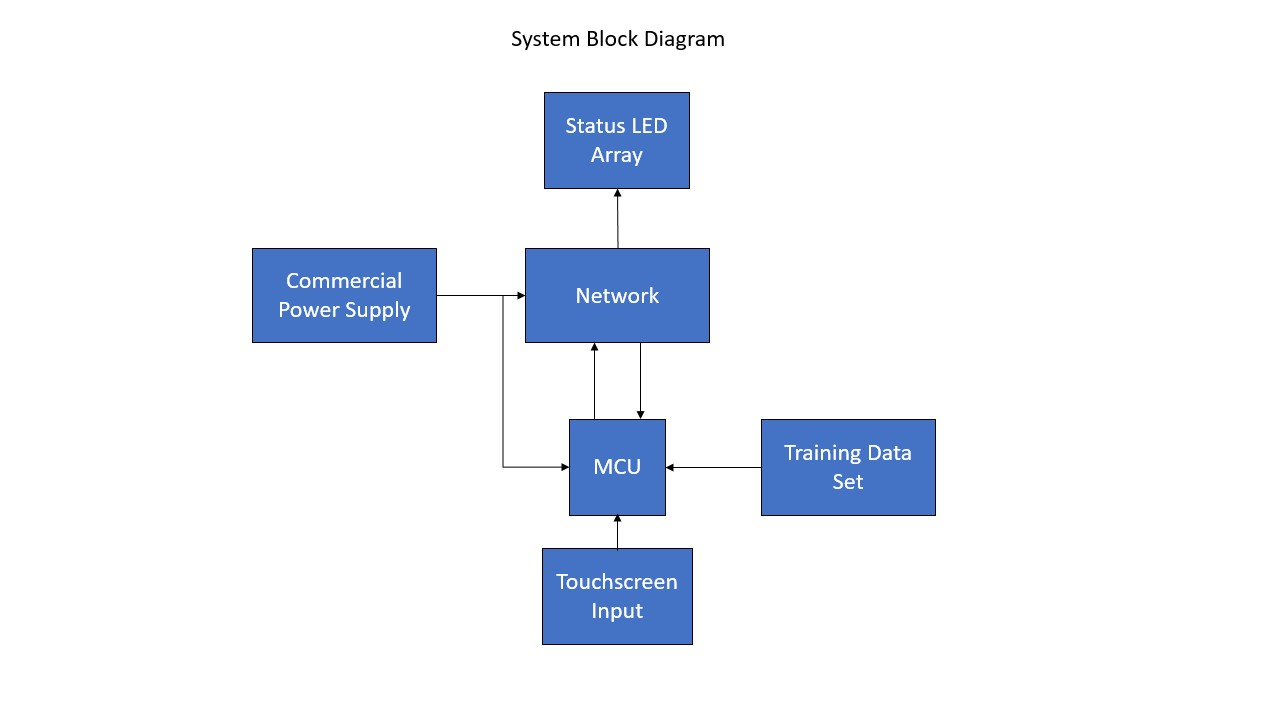 System Block Diagram
Status LED
Array
Commercial
Power Supply
Network
MCU
Training Data
Set
Touchscreen
Input